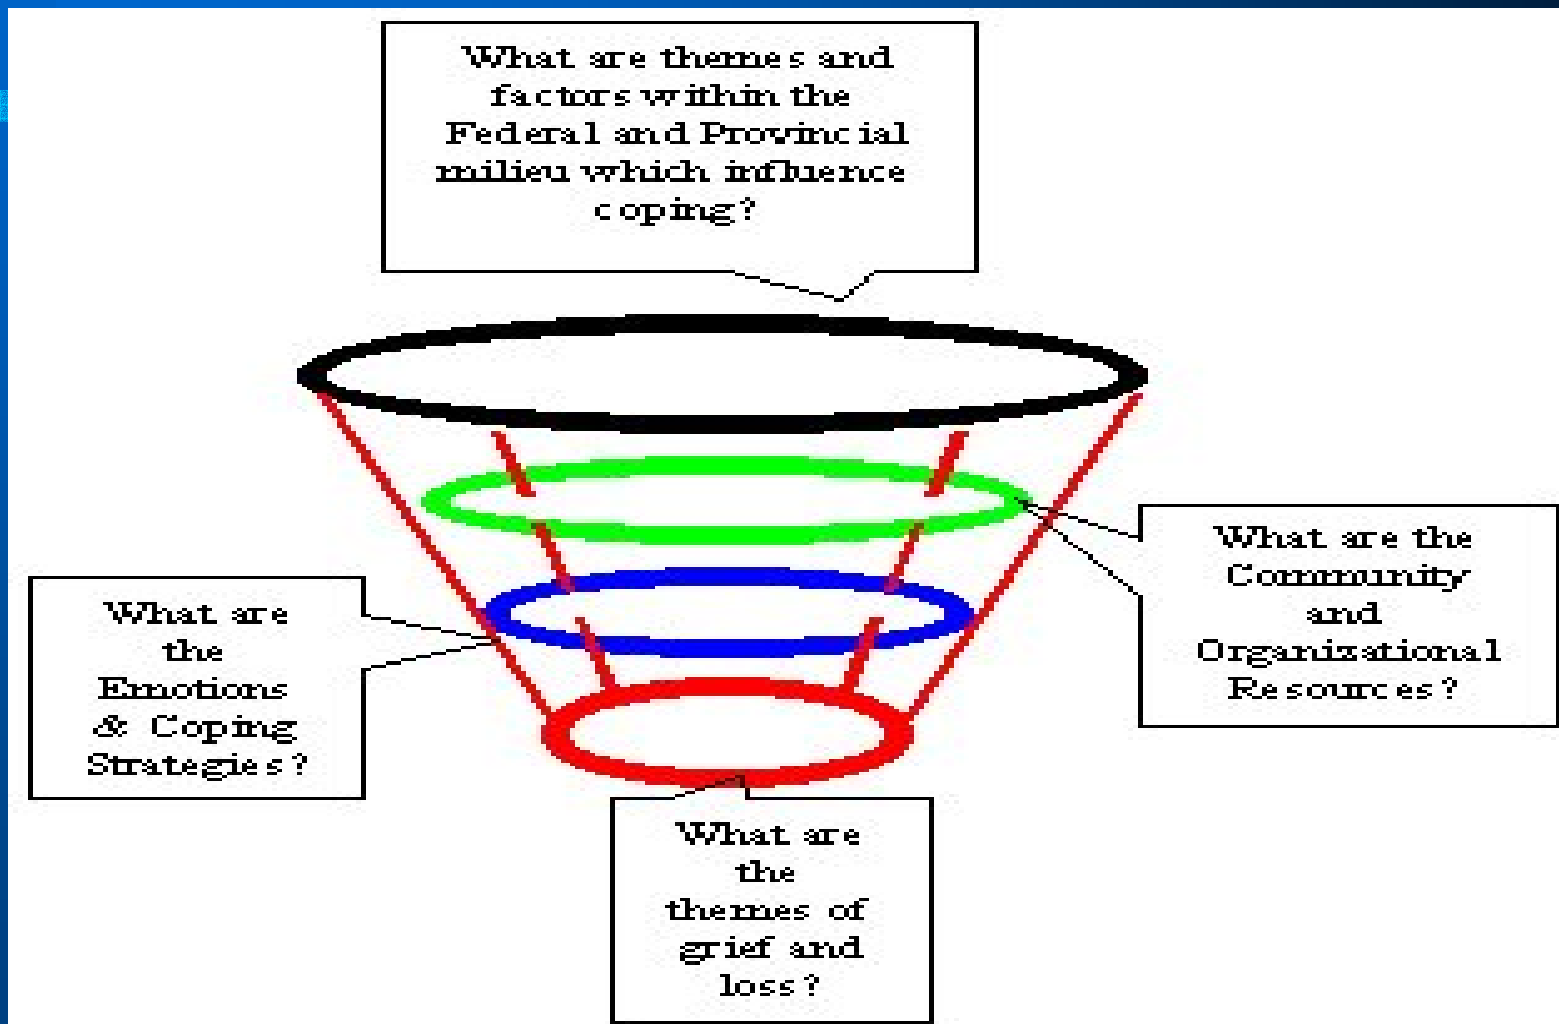 What are themes and
factors within the
Federal and Provincial
milieu which influence
coping?
What are the
Community
and
Organizational
Resources?
What are
the
Emotions
& Coping
Strategies?
What are
the
themes of
grief and
loss?